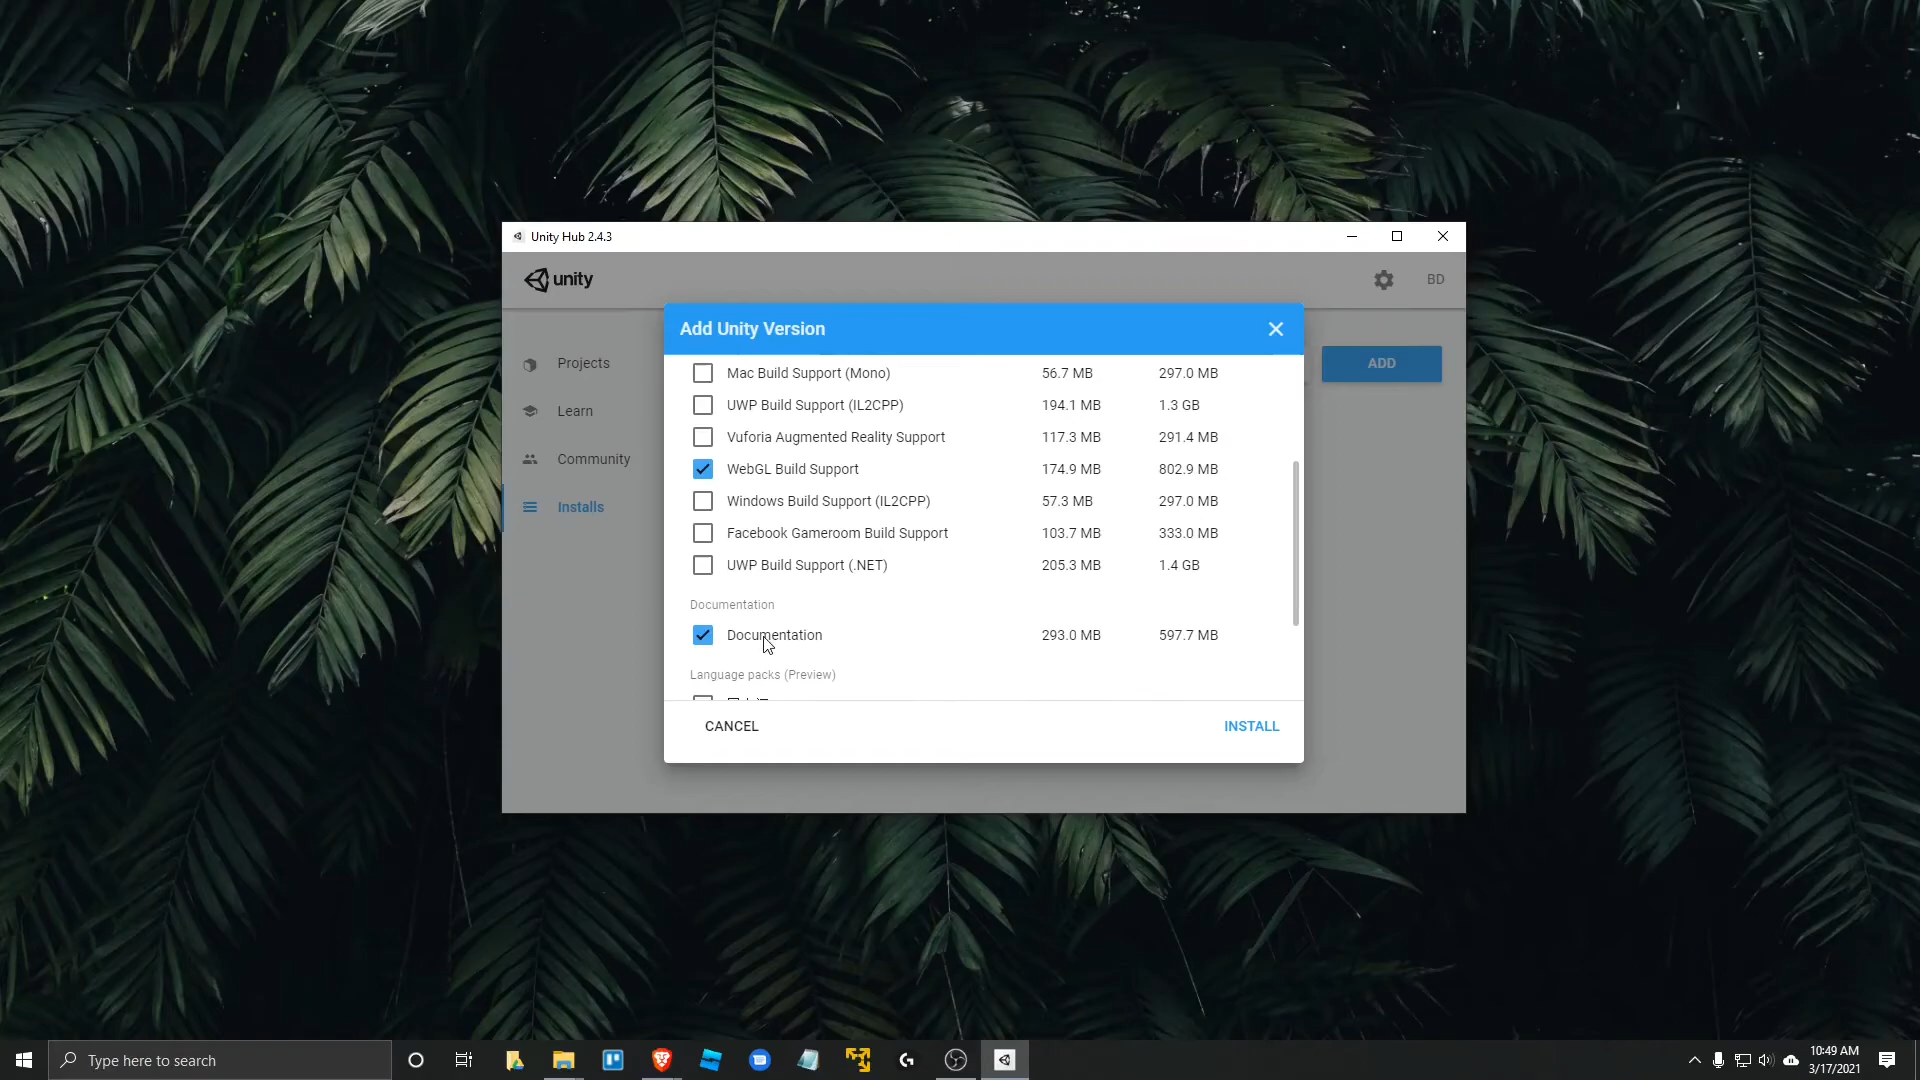 Unity Hub 2.4.3
unity
BD
Add Unity Version
Projects
Learn
Community
Installs
ADD
Mac Build Support (Mono) 56.7 MB 297.0 MB
UWP Build Support (IL2CPP) 194.1 MB 1.3 GB
Vuforia Augmented Reality Support 117.3 MB 291.4 MB
WebGL Build Support 174.9 MB 802.9 MB
Windows Build Support (IL2CPP) 57.3 MB 297.0 MB
Facebook Gameroom Build Support 103.7 MB 333.0 MB
UWP Build Support (.NET) 205.3 MB 1.4 GB
Documentation
Documentation 293.0 MB 597.7 MB
Language packs (Preview)
CANCEL
INSTALL
Type here to search
10:49 AM
3/17/2021